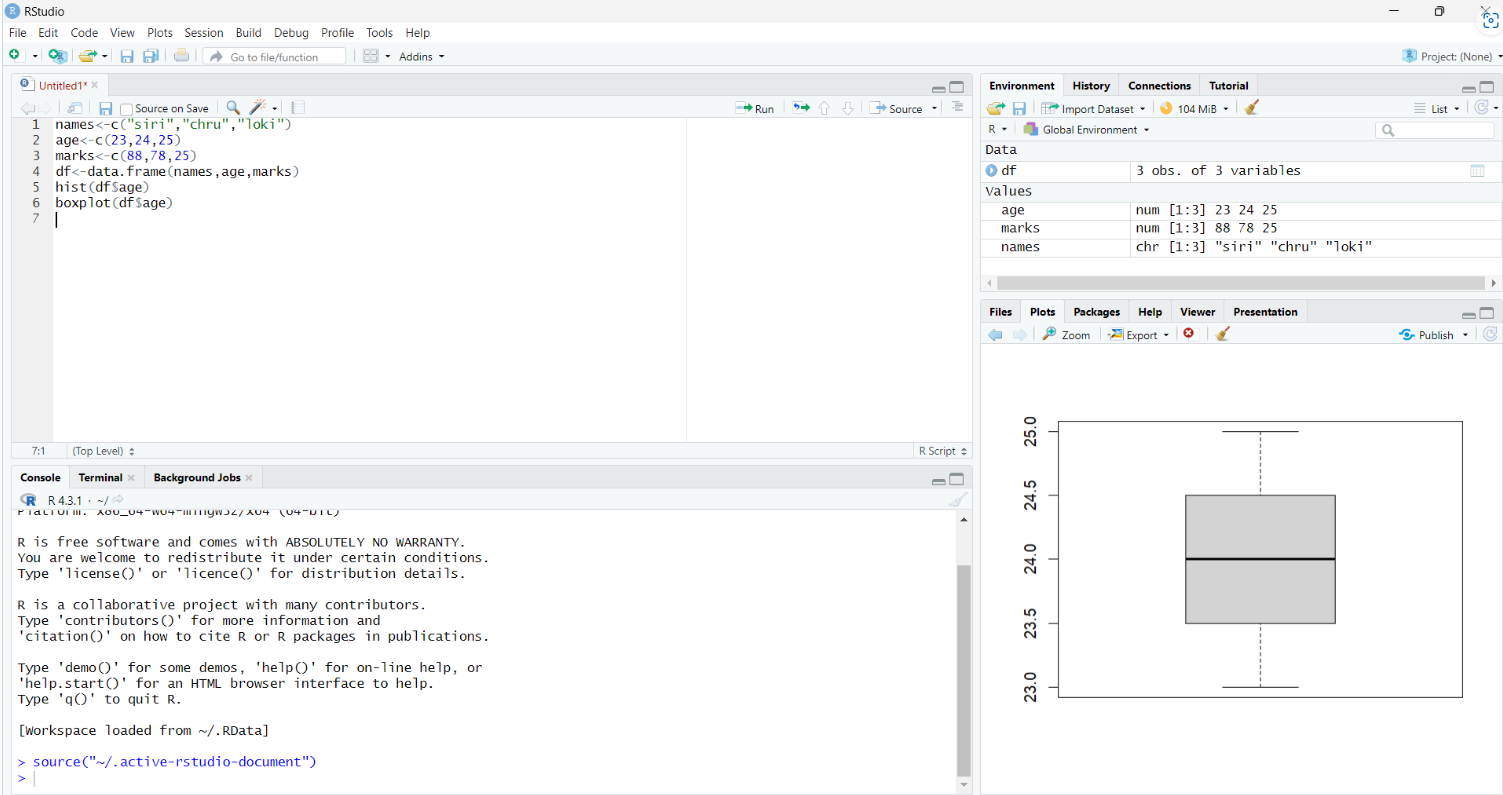 RStudio
File Edit Code View Plots Session Build Debug Profile Tools Help
Go to file/function Addins Project: (None)
Untitled1*
Source on Save Run Source
1 names<-c("siri","chru","loki")
2 age<-c(23,24,25)
3 marks<-c(88,78,25)
4 df<-data.frame(names,age,marks)
5 hist(df$age)
6 boxplot(df$age)
7
7:1 (Top Level) R Script
Console Terminal Background Jobs
R 4.3.1 · ~/
Platform: x86_64-w64-mingw32/x64 (64-bit)
R is free software and comes with ABSOLUTELY NO WARRANTY.
You are welcome to redistribute it under certain conditions.
Type 'license()' or 'licence()' for distribution details.
R is a collaborative project with many contributors.
Type 'contributors()' for more information and
'citation()' on how to cite R or R packages in publications.
Type 'demo()' for some demos, 'help()' for on-line help, or
'help.start()' for an HTML browser interface to help.
Type 'q()' to quit R.
[Workspace loaded from ~/.RData]
> source("~/.active-rstudio-document")
>
Environment History Connections Tutorial
Import Dataset 104 MiB List
R Global Environment
Data
df 3 obs. of 3 variables
Values
age num [1:3] 23 24 25
marks num [1:3] 88 78 25
names chr [1:3] "siri" "chru" "loki"
Files Plots Packages Help Viewer Presentation
Zoom Export Publish
25.0
24.5
24.0
23.5
23.0